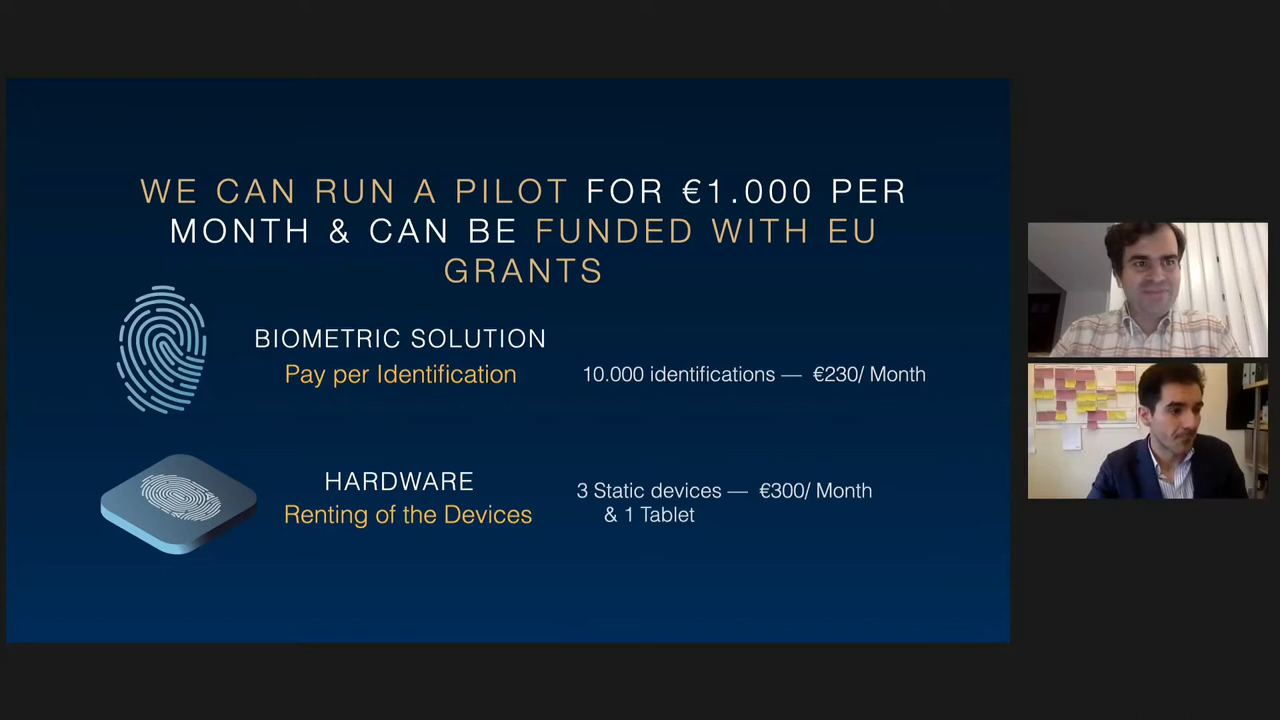 WE CAN RUN A PILOT FOR €1.000 PER
MONTH & CAN BE FUNDED WITH EU
GRANTS
BIOMETRIC SOLUTION
Pay per Identification
10.000 identifications — €230/ Month
HARDWARE
Renting of the Devices
3 Static devices — €300/ Month
& 1 Tablet